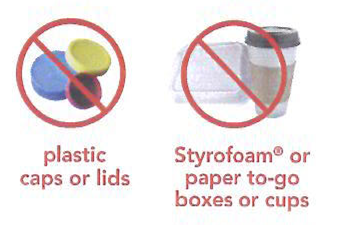 plastic
caps or lids
Styrofoam® or
paper to-go
boxes or cups